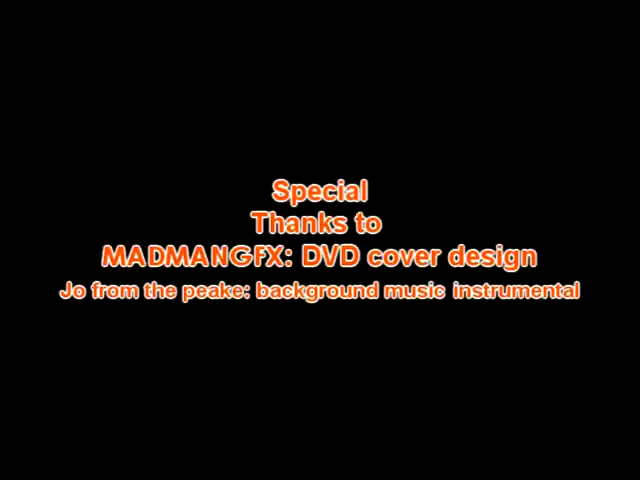 Special
Thanks to
MADMANGFX: DVD cover design
Jo from the peake: background music instrumental